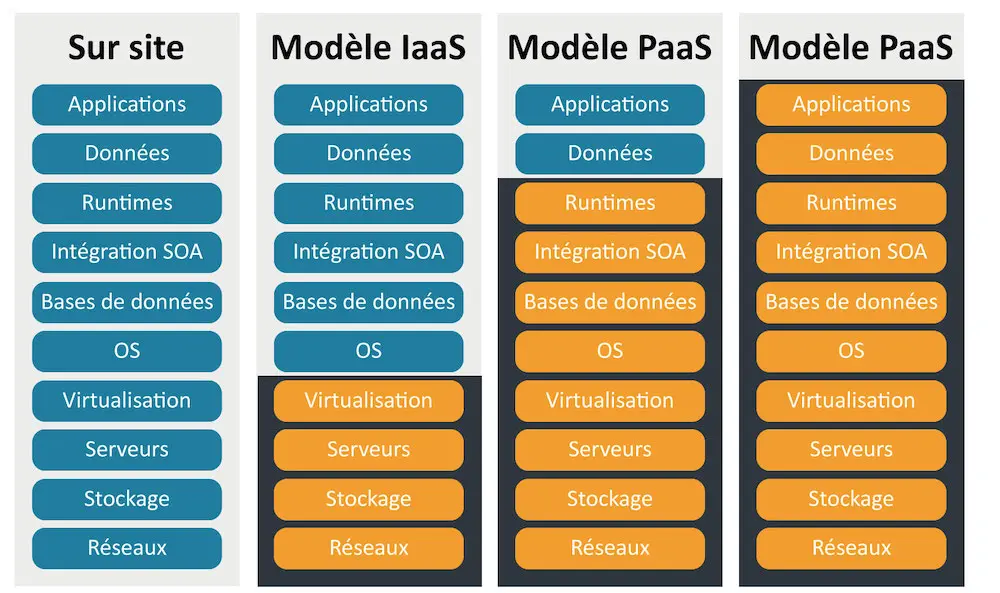 Sur site
Applications
Données
Runtimes
Intégration SOA
Bases de données
OS
Virtualisation
Serveurs
Stockage
Réseaux
Modèle IaaS
Applications
Données
Runtimes
Intégration SOA
Bases de données
OS
Virtualisation
Serveurs
Stockage
Réseaux
Modèle PaaS
Applications
Données
Runtimes
Intégration SOA
Bases de données
OS
Virtualisation
Serveurs
Stockage
Réseaux
Modèle PaaS
Applications
Données
Runtimes
Intégration SOA
Bases de données
OS
Virtualisation
Serveurs
Stockage
Réseaux